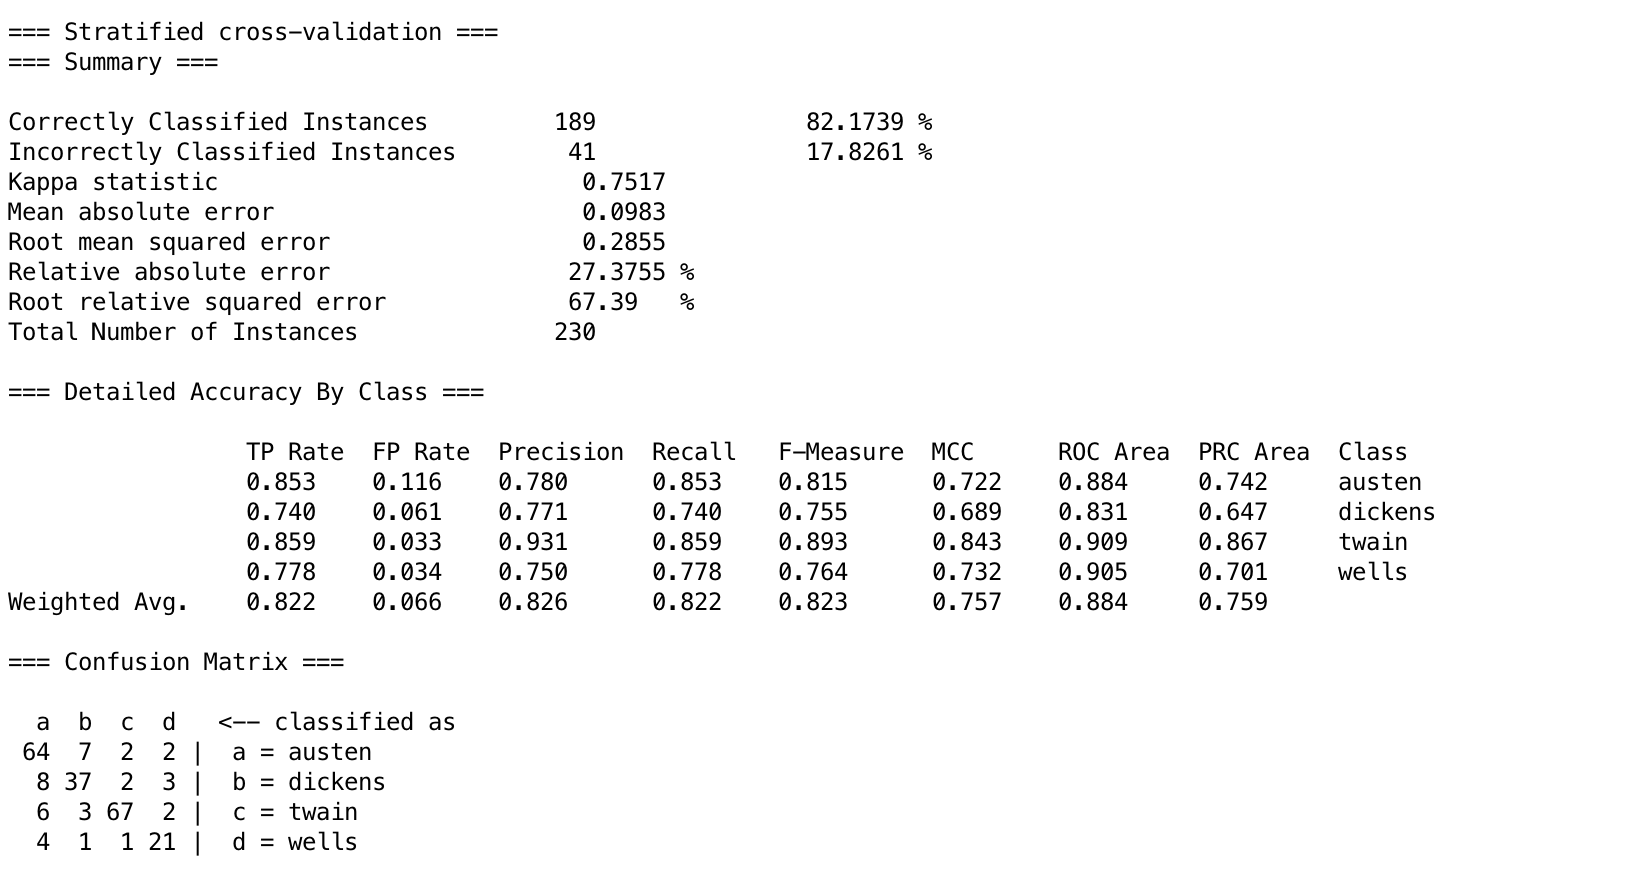 === Stratified cross-validation ===
=== Summary ===

Correctly Classified Instances         189               82.1739 %
Incorrectly Classified Instances        41               17.8261 %
Kappa statistic                          0.7517
Mean absolute error                      0.0983
Root mean squared error                  0.2855
Relative absolute error                 27.3755 %
Root relative squared error             67.39   %
Total Number of Instances              230

=== Detailed Accuracy By Class ===

                 TP Rate  FP Rate  Precision  Recall   F-Measure  MCC      ROC Area  PRC Area  Class
                 0.853    0.116    0.780      0.853    0.815      0.722    0.884     0.742     austen
                 0.740    0.061    0.771      0.740    0.755      0.689    0.831     0.647     dickens
                 0.859    0.033    0.931      0.859    0.893      0.843    0.909     0.867     twain
                 0.778    0.034    0.750      0.778    0.764      0.732    0.905     0.701     wells
Weighted Avg.    0.822    0.066    0.826      0.822    0.823      0.757    0.884     0.759

=== Confusion Matrix ===

  a  b  c  d   <-- classified as
 64  7  2  2 |  a = austen
  8 37  2  3 |  b = dickens
  6  3 67  2 |  c = twain
  4  1  1 21 |  d = wells